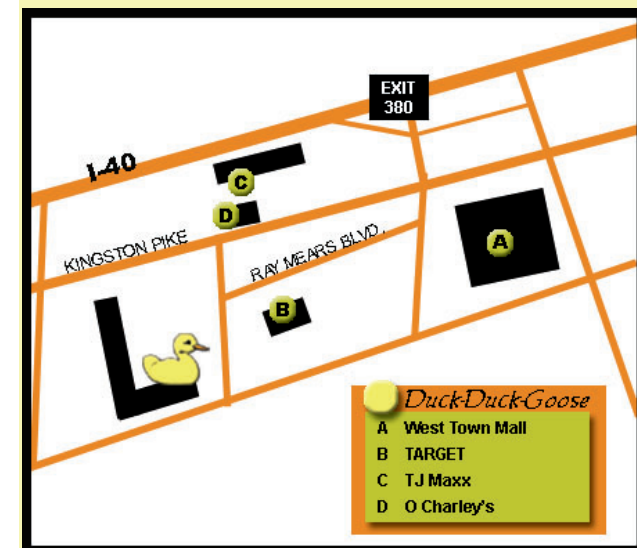 EXIT
380
I-40
C
D
KINGSTON PIKE
RAY MEARS BLVD.
A
B
Duck-Duck-Goose
A West Town Mall
B TARGET
C TJ Maxx
D O Charley's